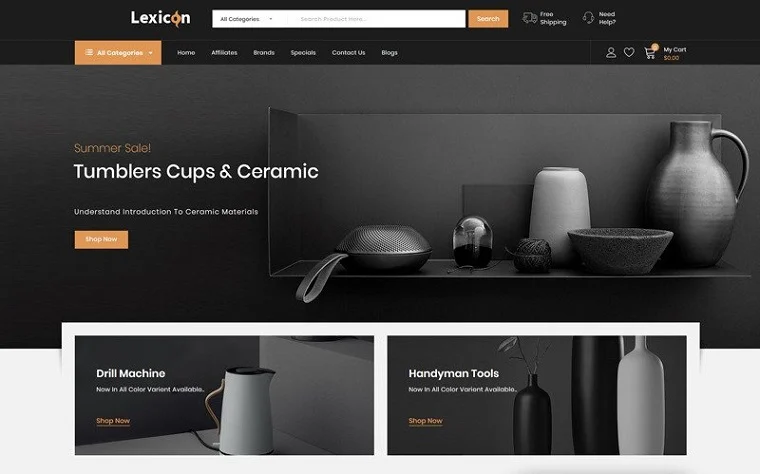 Lexicon
All Categories
Search Product Here...
Search
Free
Shipping
Need
Help?
All Categories
Home
Affiliates
Brands
Specials
Contact Us
Blogs
0
My Cart
$0.00
Summer Sale!
Tumblers Cups & Ceramic
Understand Introduction To Ceramic Materials
Shop Now
Drill Machine
Now In All Color Variant Available..
Shop Now
Handyman Tools
Now In All Color Variant Available..
Shop Now